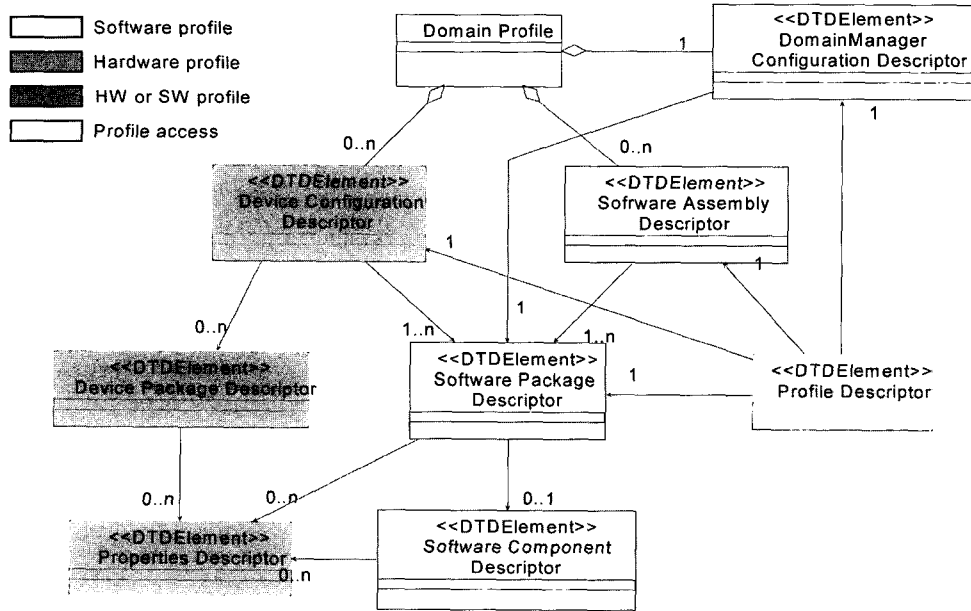 Software profile
Hardware profile
HW or SW profile
Profile access
Domain Profile
1
<<DTDElement>>
DomainManager
Configuration Descriptor
0..n
0..n
1
<<DTDElement>>
Device Configuration
Descriptor
<<DTDElement>>
Sofrware Assembly
Descriptor
1
1
0..n
1..n
1
1..n
<<DTDElement>>
Device Package Descriptor
<<DTDElement>>
Software Package
Descriptor
1
<<DTDElement>>
Profile Descriptor
0..n
0..n
0..1
<<DTDElement>>
Properties Descriptor
0..n
<<DTDElement>>
Software Component
Descriptor